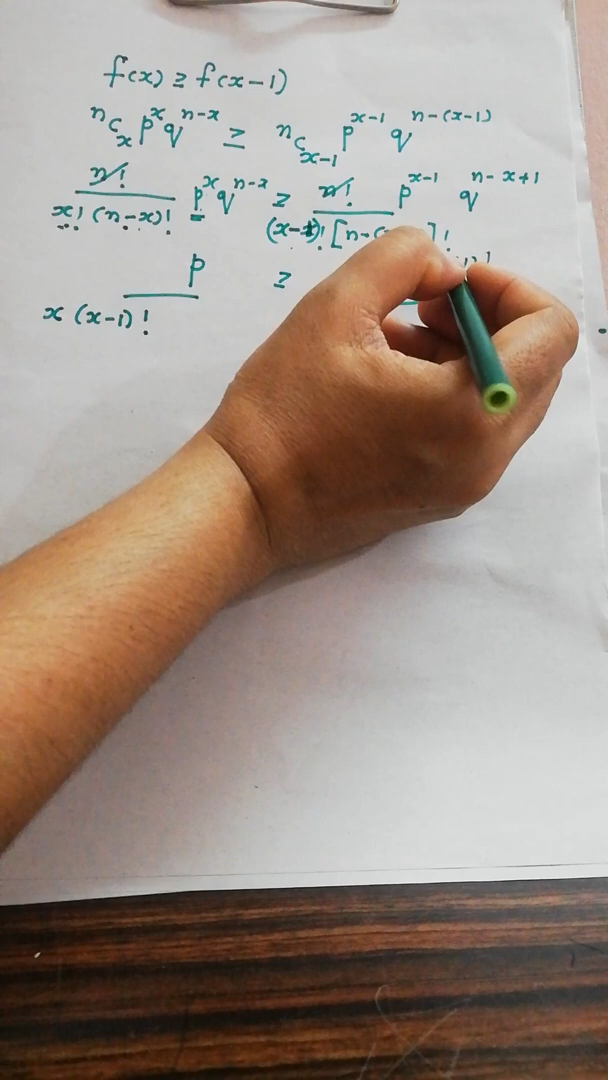 f(x) ≥ f(x-1)
ⁿCₓ pˣ qⁿ⁻ˣ ≥ ⁿCₓ₋₁ pˣ⁻¹ qⁿ⁻⁽ˣ⁻¹⁾
n! pˣ qⁿ⁻ˣ ≥ n! pˣ⁻¹ qⁿ⁻ˣ⁺¹
x! (n-x)! (x-1)! [n-( ]!
p ≥
x (x-1)!